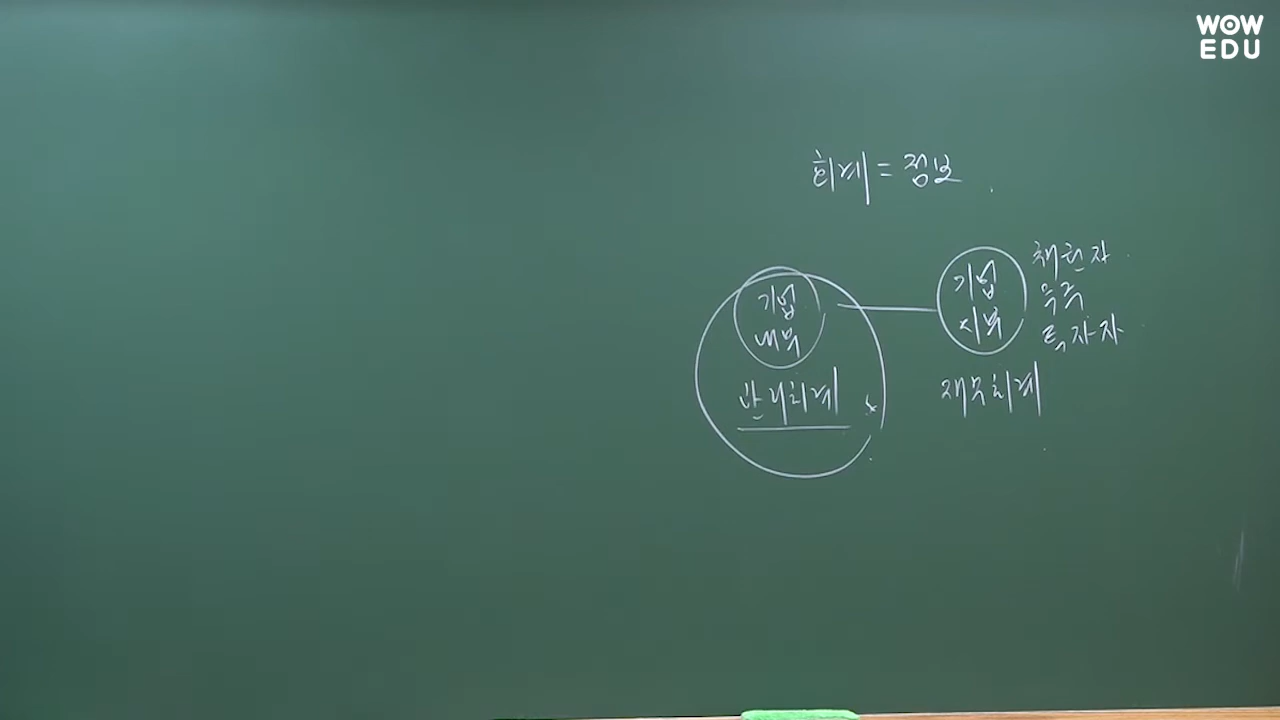 WOW
EDU
회계 = 정보
기업
내부
관리회계
기업
외부
채권자
주주
투자자
재무회계